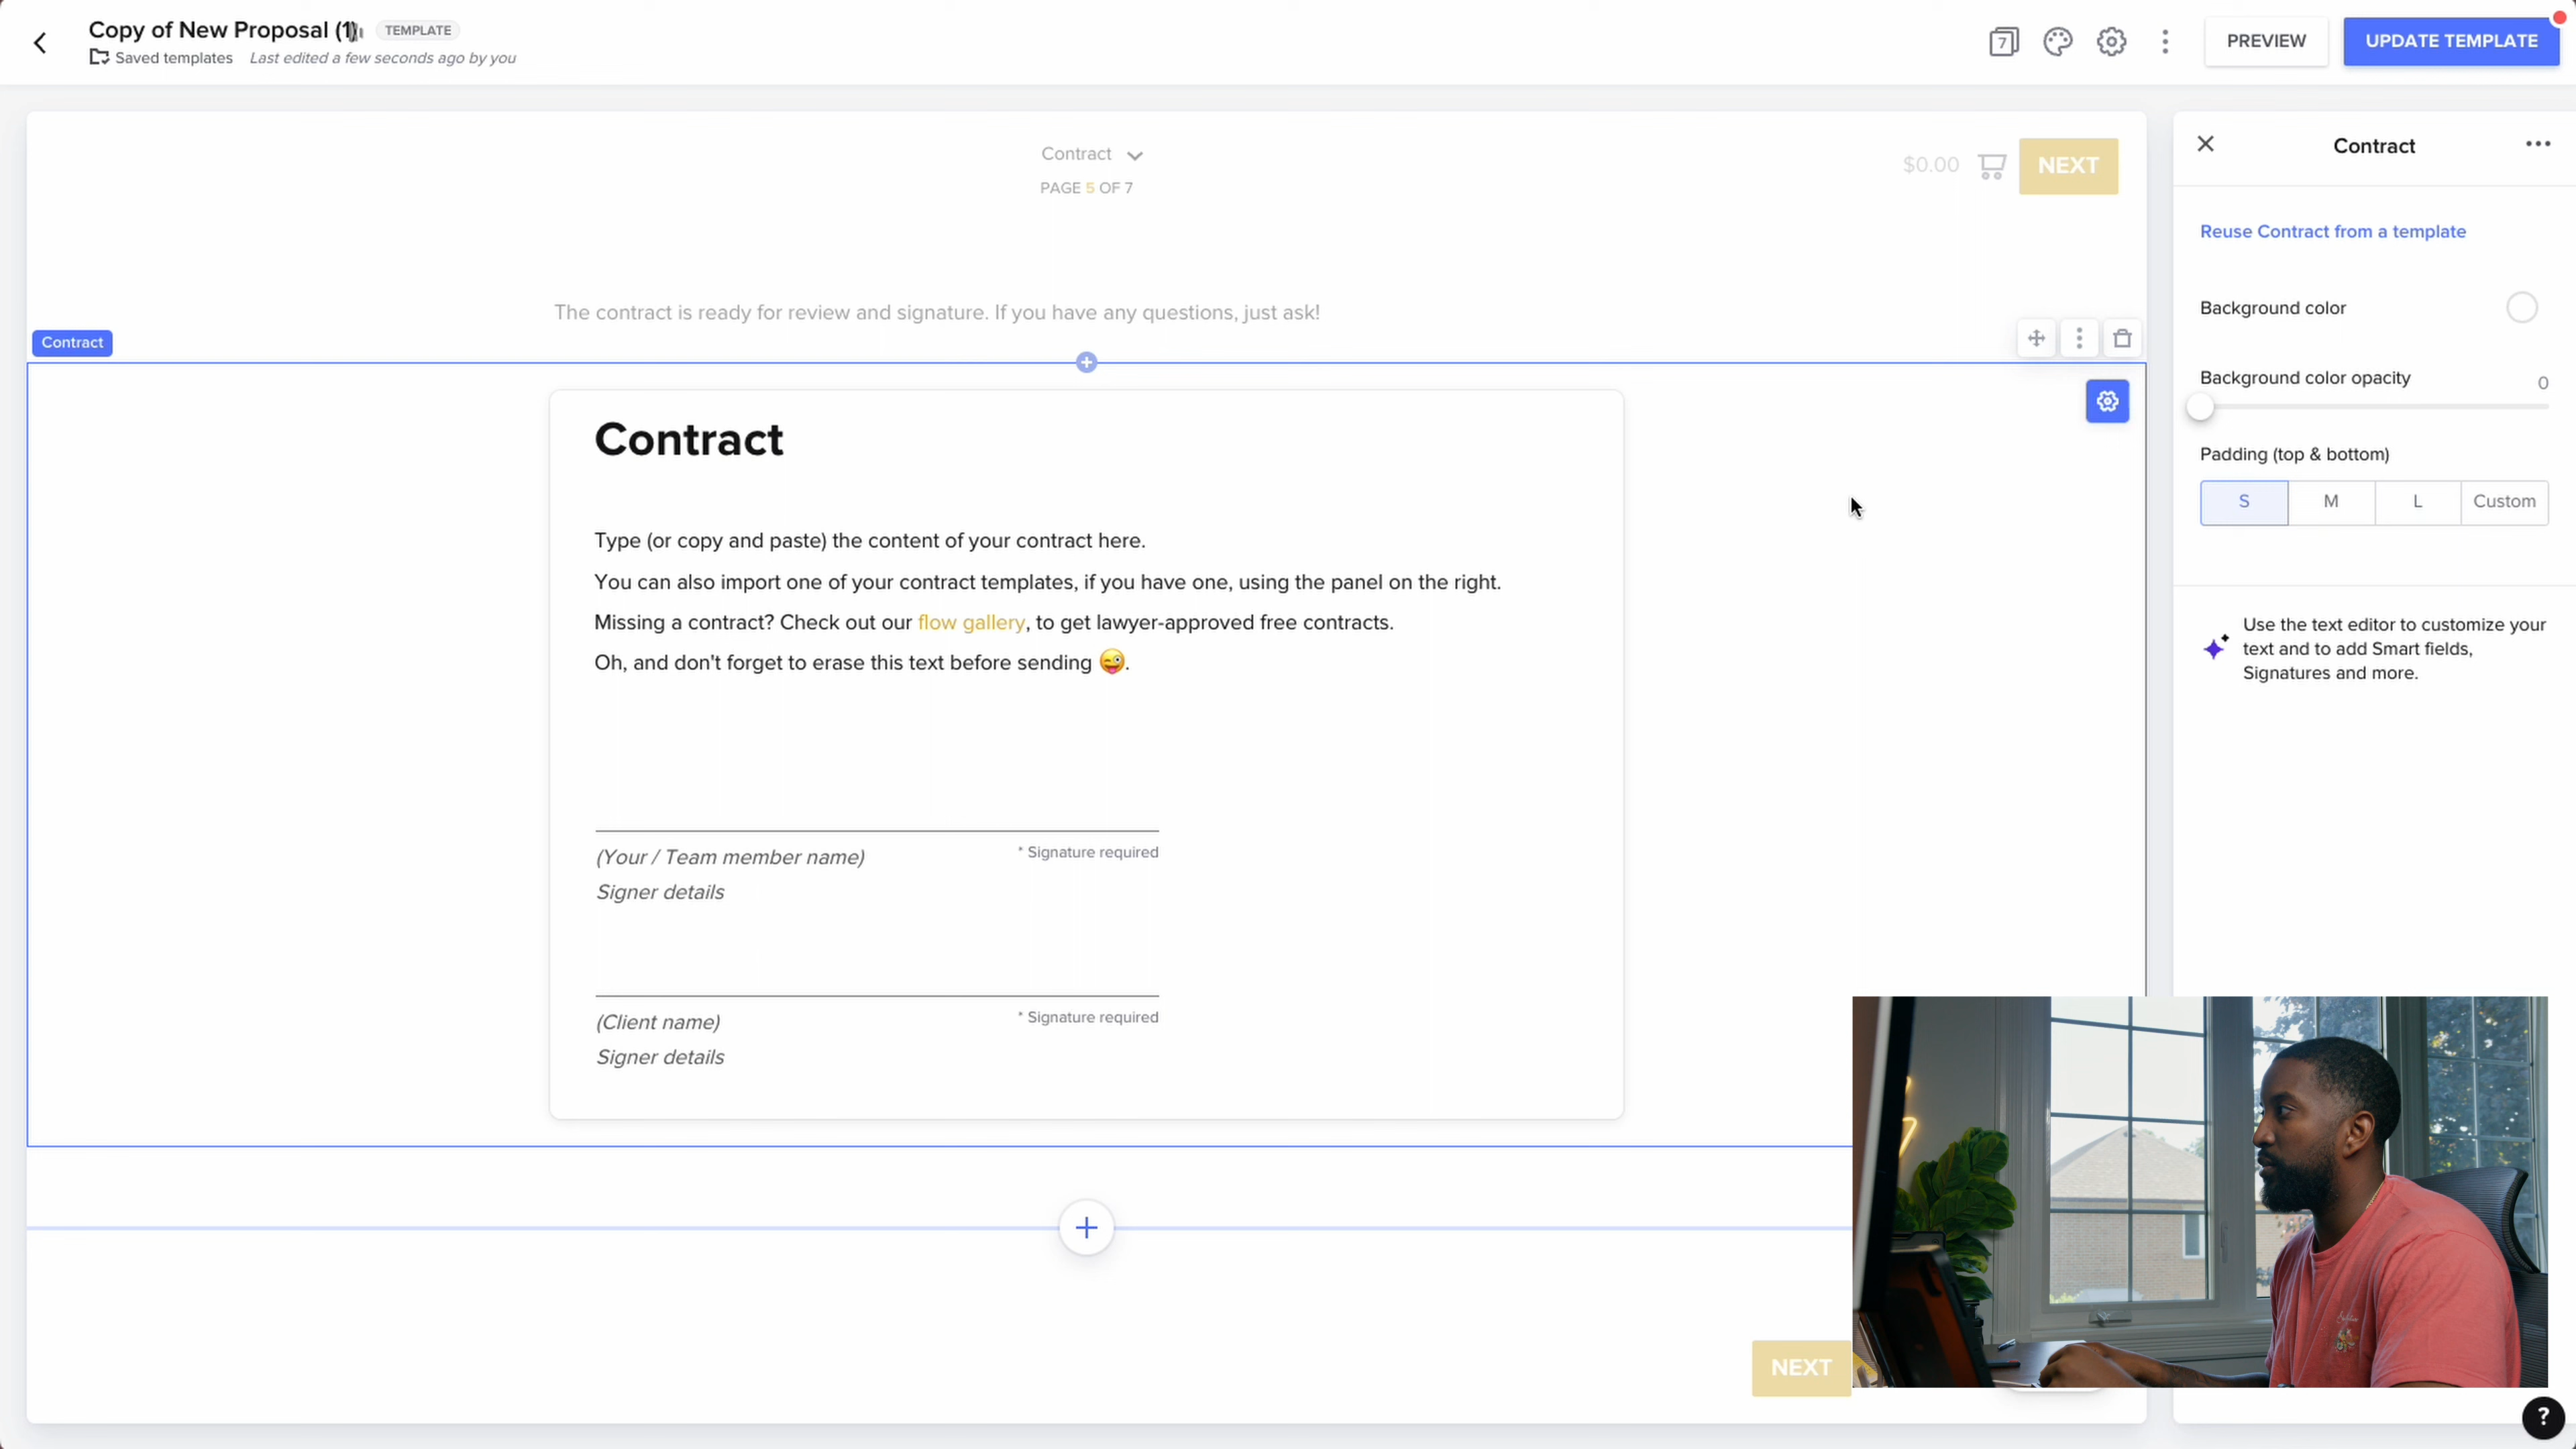 Copy of New Proposal (1) TEMPLATE
Saved templates Last edited a few seconds ago by you
7
PREVIEW
UPDATE TEMPLATE
Contract
PAGE 5 OF 7
$0.00
NEXT
The contract is ready for review and signature. If you have any questions, just ask!
Contract
Contract
Type (or copy and paste) the content of your contract here.
You can also import one of your contract templates, if you have one, using the panel on the right.
Missing a contract? Check out our flow gallery, to get lawyer-approved free contracts.
Oh, and don't forget to erase this text before sending 😜.
(Your / Team member name) * Signature required
Signer details
(Client name) * Signature required
Signer details
NEXT
Contract
Reuse Contract from a template
Background color
Background color opacity 0
Padding (top & bottom)
S M L Custom
Use the text editor to customize your
text and to add Smart fields,
Signatures and more.
?